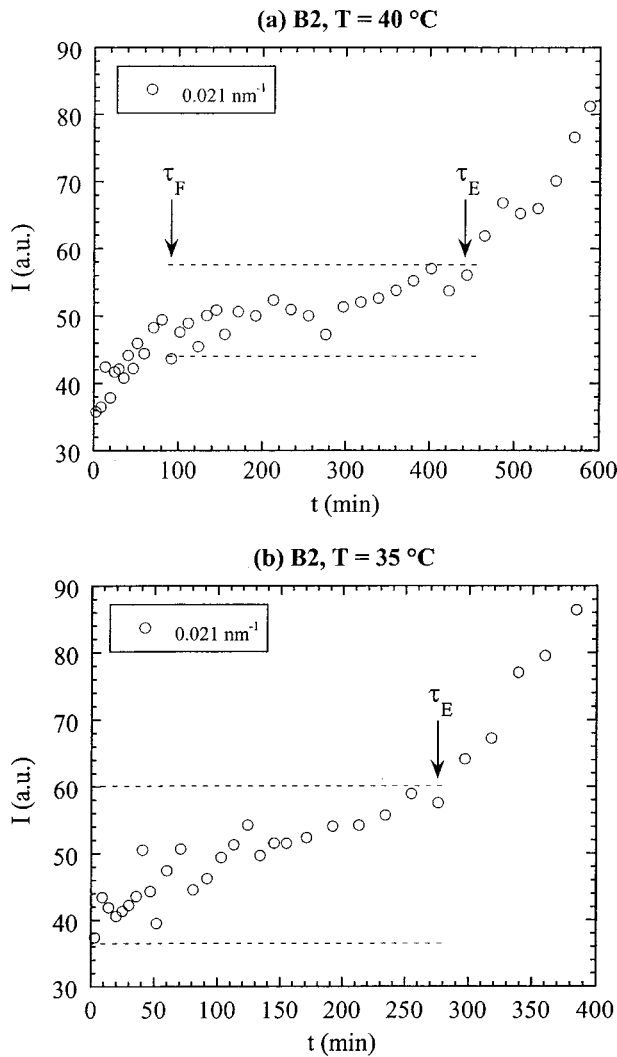 (a) B2, T = 40 °C
90
80
70
60
50
40
30
I (a.u.)
0.021 nm⁻¹
τF
τE
0
100
200
300
400
500
600
t (min)
(b) B2, T = 35 °C
90
80
70
60
50
40
30
I (a.u.)
0.021 nm⁻¹
τE
0
50
100
150
200
250
300
350
400
t (min)